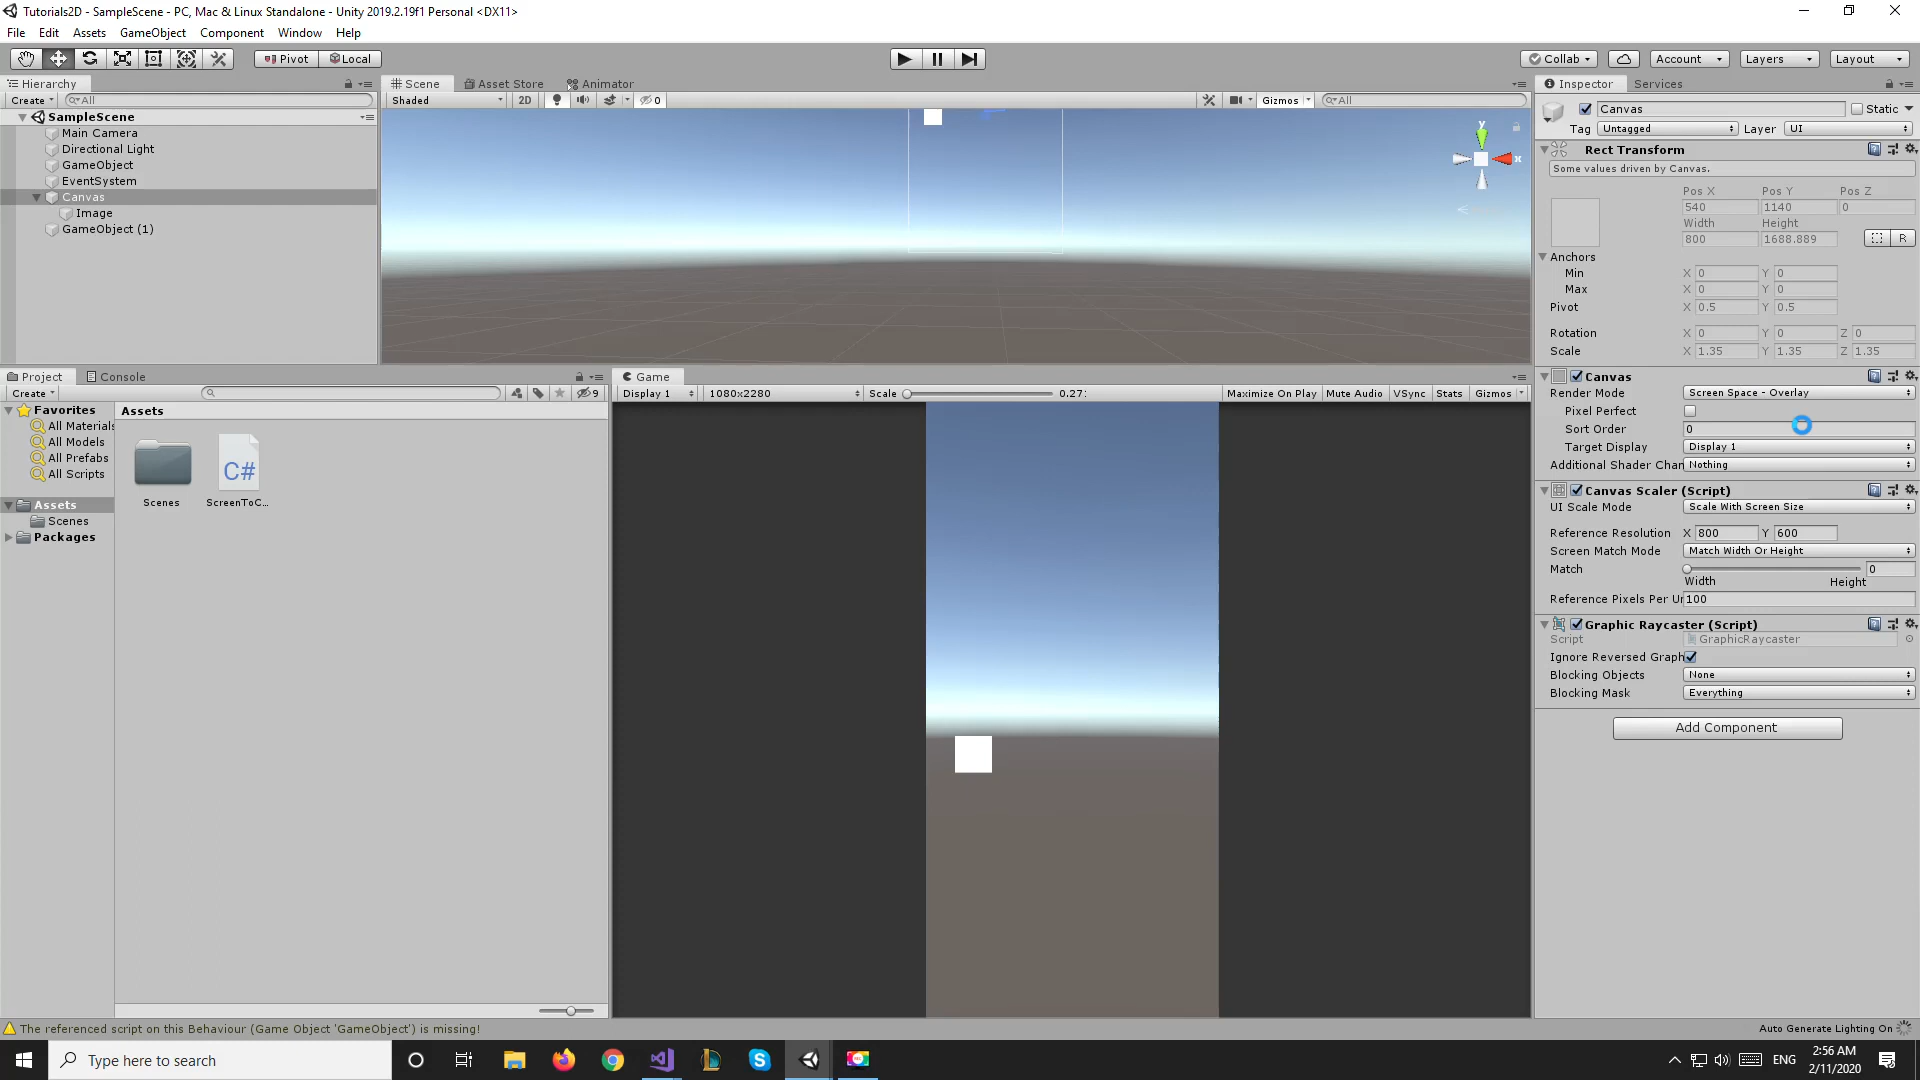 Tutorials2D - SampleScene - PC, Mac & Linux Standalone - Unity 2019.2.19f1 Personal <DX11>
File Edit Assets GameObject Component Window Help
Pivot Local Collab Account Layers Layout
Hierarchy Scene Asset Store Animator Inspector Services
Create All Shaded 2D 0 Gizmos All
SampleScene
Main Camera
Directional Light
GameObject
EventSystem
Canvas
Image
GameObject (1)
y
x
Canvas Static
Tag Untagged Layer UI
Rect Transform
Some values driven by Canvas.
Pos X Pos Y Pos Z
540 1140 0
Width Height
800 1688.889 R
Anchors
Min X 0 Y 0
Max X 0 Y 0
Pivot X 0.5 Y 0.5
Rotation X 0 Y 0 Z 0
Scale X 1.35 Y 1.35 Z 1.35
Canvas
Render Mode Screen Space - Overlay
Pixel Perfect
Sort Order 0
Target Display Display 1
Additional Shader Chan Nothing
Canvas Scaler (Script)
UI Scale Mode Scale With Screen Size
Reference Resolution X 800 Y 600
Screen Match Mode Match Width Or Height
Match 0
Width Height
Reference Pixels Per Un 100
Graphic Raycaster (Script)
Script GraphicRaycaster
Ignore Reversed Graph
Blocking Objects None
Blocking Mask Everything
Add Component
Project Console
Create 9
Favorites
All Materials
All Models
All Prefabs
All Scripts
Assets
Scenes
Packages
Assets
C#
Scenes ScreenToC...
Game
Display 1 1080x2280 Scale 0.27: Maximize On Play Mute Audio VSync Stats Gizmos
The referenced script on this Behaviour (Game Object 'GameObject') is missing!
Auto Generate Lighting On
Type here to search
ENG
2:56 AM
2/11/2020